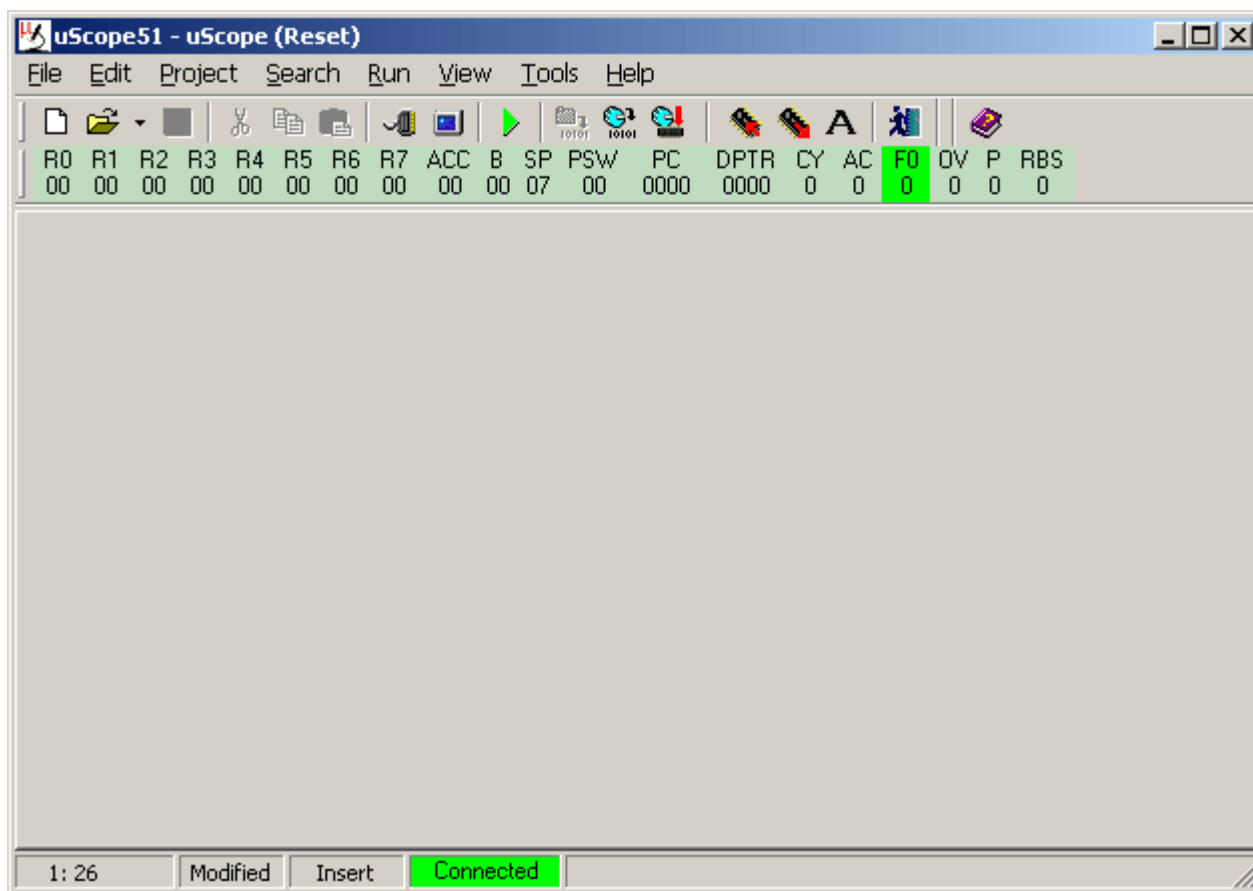 uScope51 - uScope (Reset)
File Edit Project Search Run View Tools Help
A
R0 R1 R2 R3 R4 R5 R6 R7 ACC B SP PSW PC DPTR CY AC F0 OV P RBS
00 00 00 00 00 00 00 00 00 00 07 00 0000 0000 0 0 0 0 0 0
1: 26 Modified Insert Connected